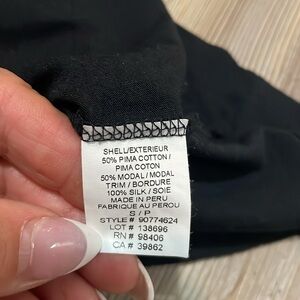 SHELL/EXTERIEUR
50% PIMA COTTON /
PIMA COTON
50% MODAL/MODAL
TRIM / BORDURE
100% SILK / SOIE
MADE IN PERU
FABRIQUE AU PEROU
S / P
STYLE # 90774624
LOT # 138696
RN # 98406
CA# 39862